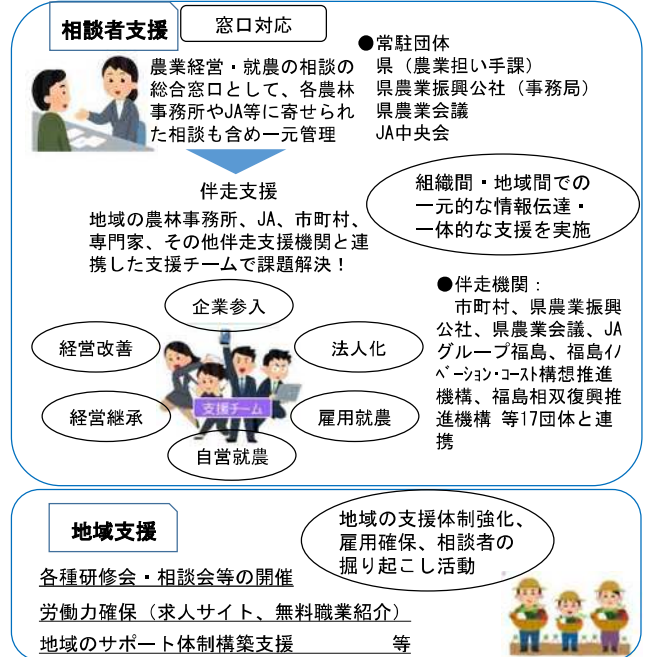 相談者支援
窓口対応
農業経営・就農の相談の
総合窓口として、各農林
事務所やJA等に寄せられ
た相談も含め一元管理
●常駐団体
県（農業担い手課）
県農業振興公社（事務局）
県農業会議
JA中央会
伴走支援
地域の農林事務所、JA、市町村、
専門家、その他伴走支援機関と連
携した支援チームで課題解決！
組織間・地域間での
一元的な情報伝達・
一体的な支援を実施
企業参入
経営改善
法人化
経営継承
雇用就農
自営就農
支援チーム
●伴走機関：
市町村、県農業振興
公社、県農業会議、JA
グループ福島、福島ｲﾉ
ﾍﾞｰｼｮﾝ･ｺｰｽﾄ構想推進
機構、福島相双復興推
進機構 等17団体と連
携
地域支援
地域の支援体制強化、
雇用確保、相談者の
掘り起こし活動
各種研修会・相談会等の開催
労働力確保（求人サイト、無料職業紹介）
地域のサポート体制構築支援　　　等